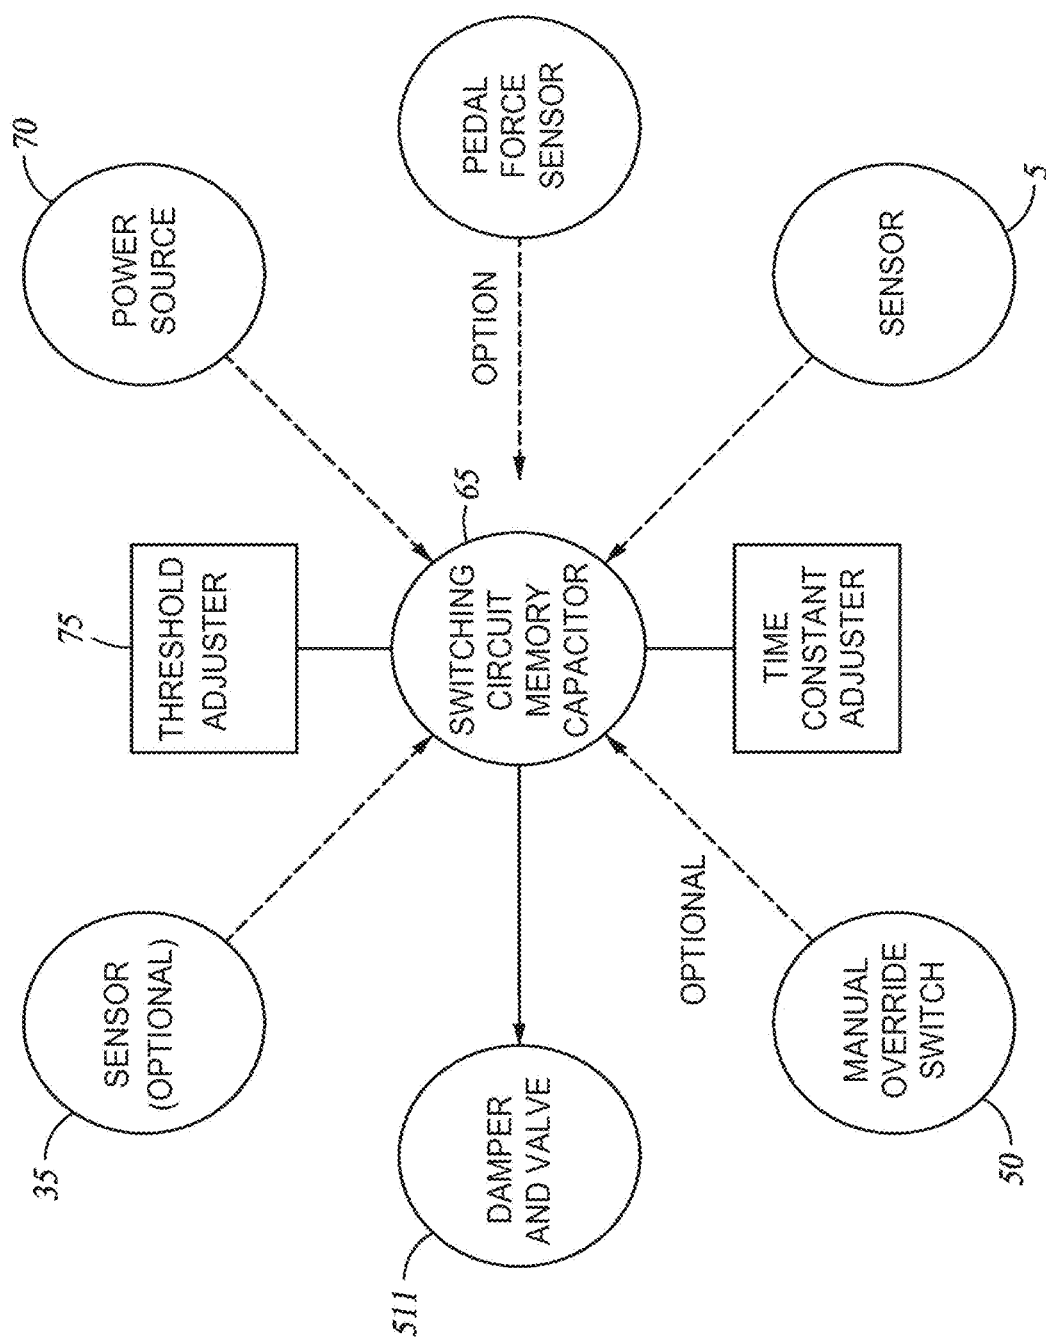 35
SENSOR
(OPTIONAL)
75
THRESHOLD
ADJUSTER
70
POWER
SOURCE
511
DAMPER
AND VALVE
65
SWITCHING
CIRCUIT
MEMORY
CAPACITOR
OPTION
PEDAL
FORCE
SENSOR
OPTIONAL
50
MANUAL
OVERRIDE
SWITCH
TIME
CONSTANT
ADJUSTER
5
SENSOR